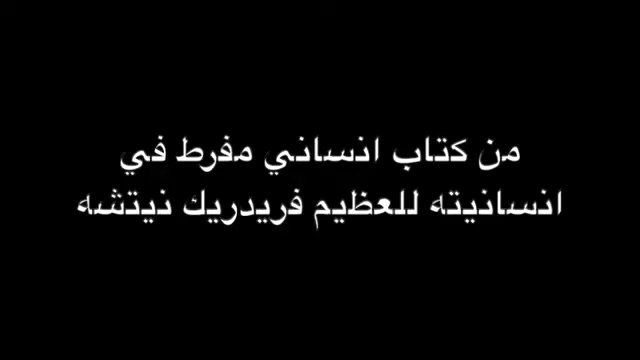 من كتاب انساني مفرط في
انسانيته للعظيم فريدريك نيتشه